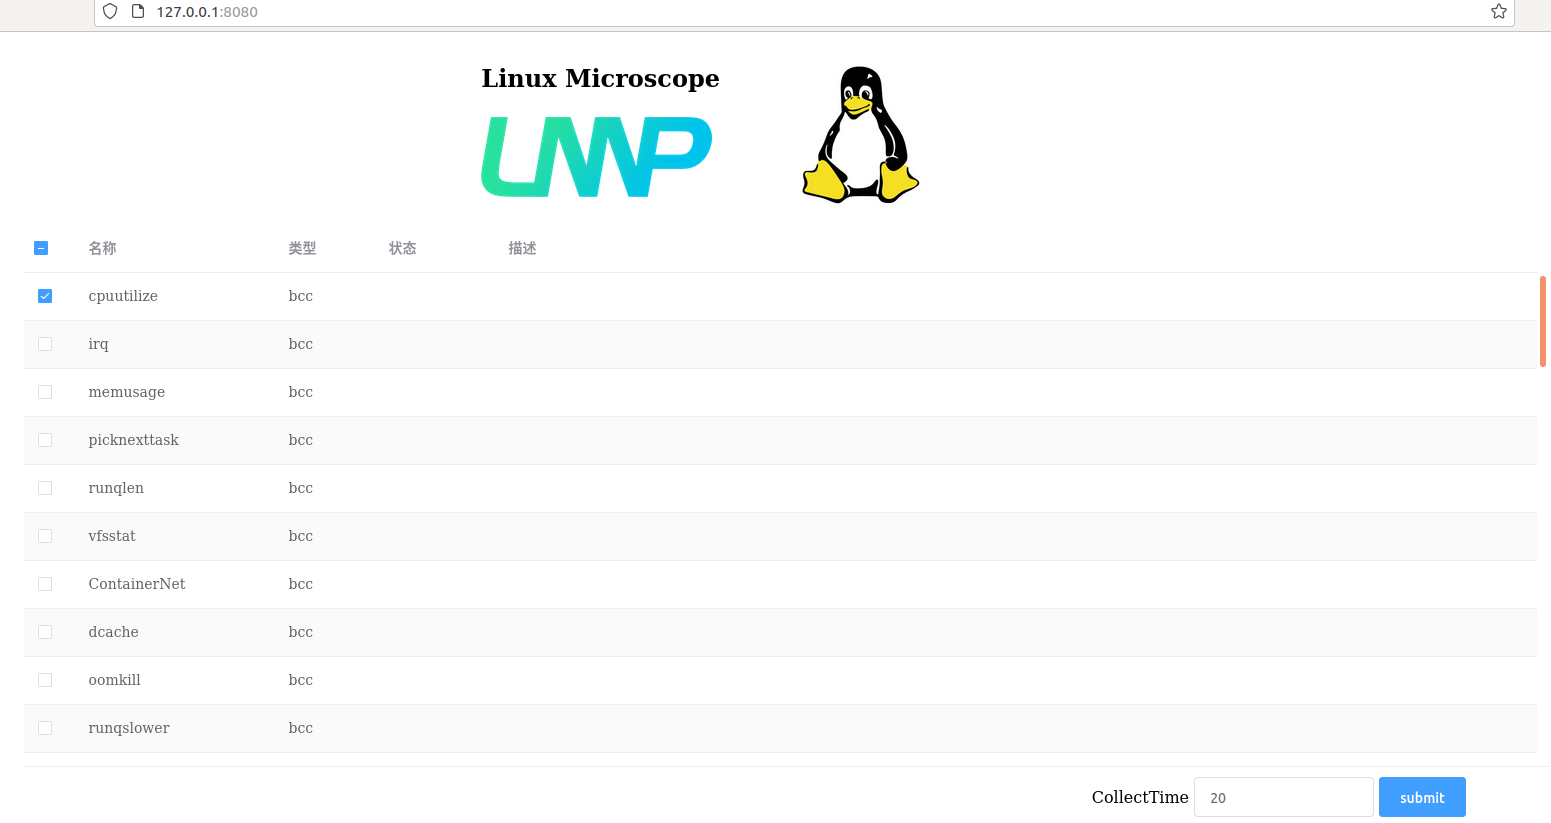 127.0.0.1:8080
Linux Microscope
LMP
名称 类型 状态 描述
cpuutilize bcc
irq bcc
memusage bcc
picknexttask bcc
runqlen bcc
vfsstat bcc
ContainerNet bcc
dcache bcc
oomkill bcc
runqslower bcc
CollectTime 20 submit